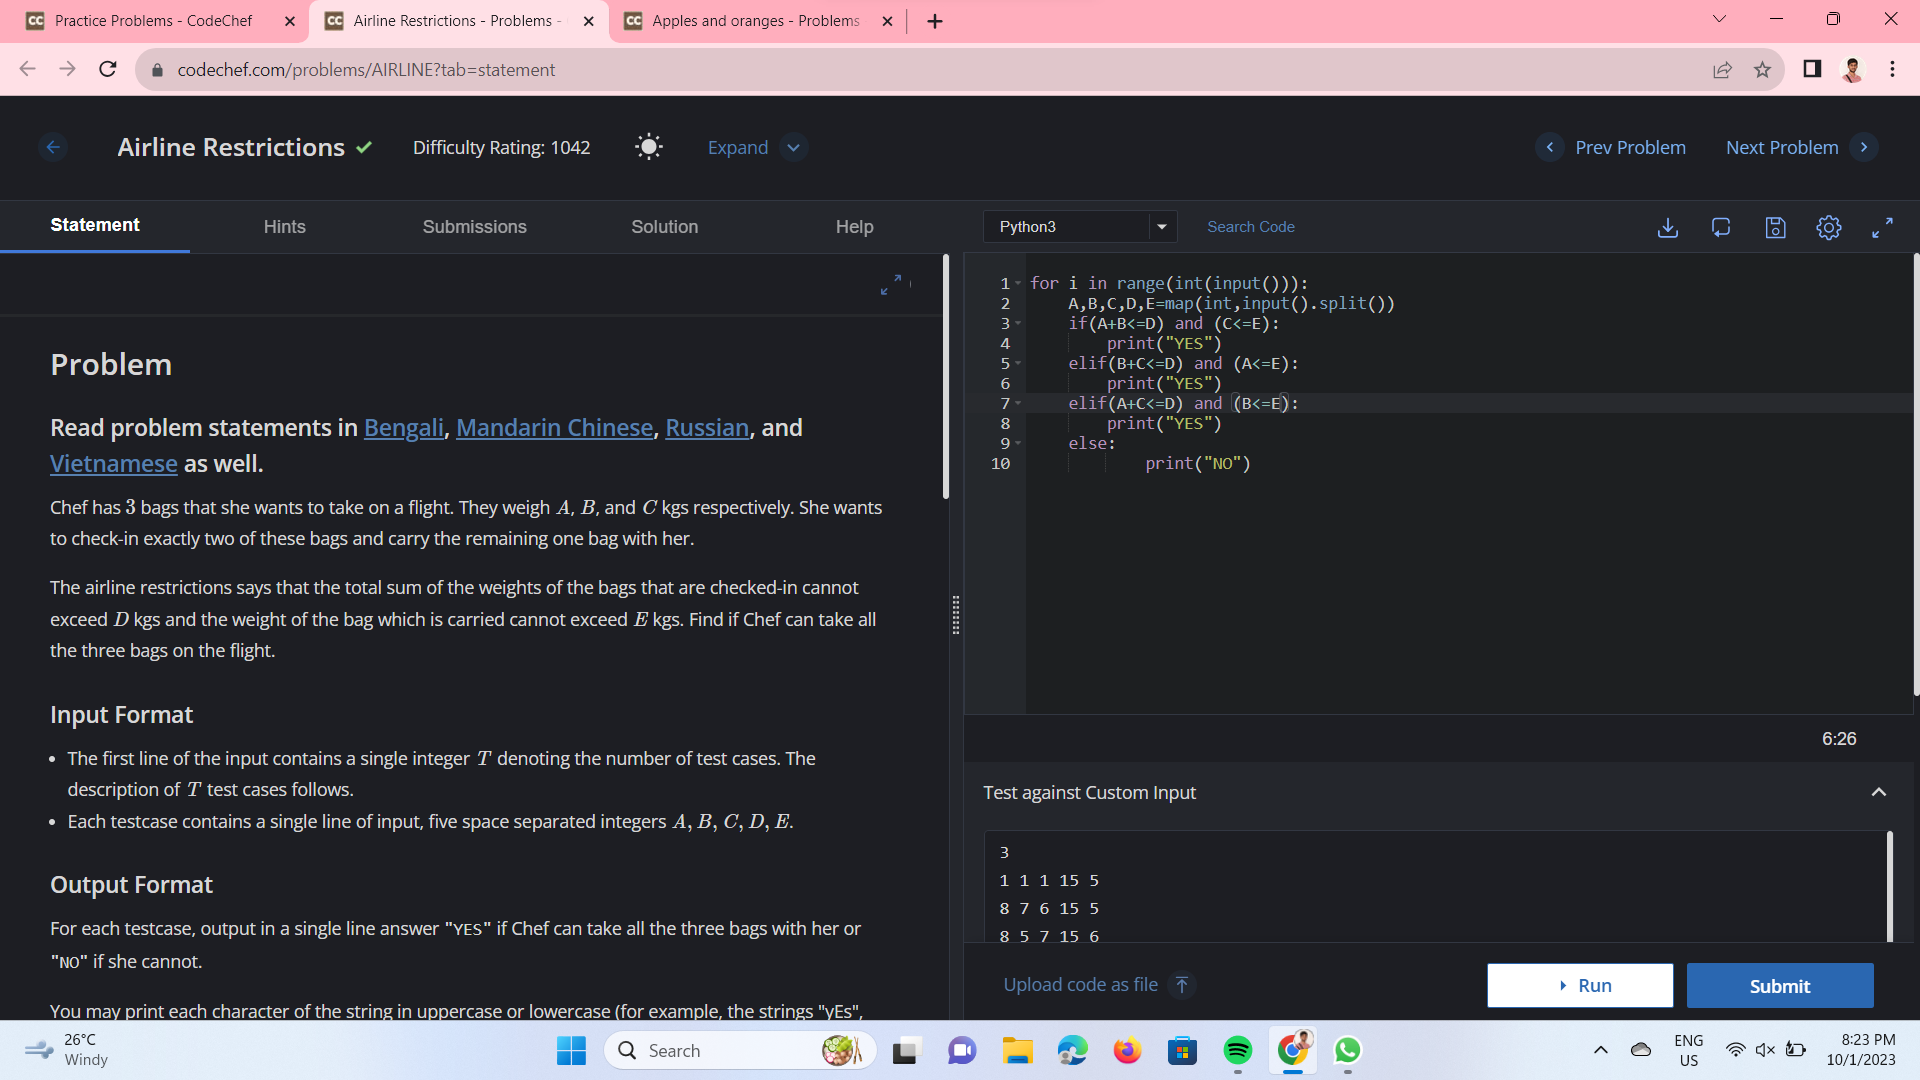 CC Practice Problems - CodeChef
CC Airline Restrictions - Problems -
CC Apples and oranges - Problems
codechef.com/problems/AIRLINE?tab=statement
Airline Restrictions
Difficulty Rating: 1042
Expand
Prev Problem
Next Problem
Statement
Hints
Submissions
Solution
Help
Problem
Read problem statements in Bengali, Mandarin Chinese, Russian, and
Vietnamese as well.
Chef has 3 bags that she wants to take on a flight. They weigh A, B, and C kgs respectively. She wants
to check-in exactly two of these bags and carry the remaining one bag with her.
The airline restrictions says that the total sum of the weights of the bags that are checked-in cannot
exceed D kgs and the weight of the bag which is carried cannot exceed E kgs. Find if Chef can take all
the three bags on the flight.
Input Format
• The first line of the input contains a single integer T denoting the number of test cases. The
description of T test cases follows.
• Each testcase contains a single line of input, five space separated integers A, B, C, D, E.
Output Format
For each testcase, output in a single line answer "YES" if Chef can take all the three bags with her or
"NO" if she cannot.
You may print each character of the string in uppercase or lowercase (for example, the strings "yEs",
Python3
Search Code
1 for i in range(int(input())):
2     A,B,C,D,E=map(int,input().split())
3     if(A+B<=D) and (C<=E):
4         print("YES")
5     elif(B+C<=D) and (A<=E):
6         print("YES")
7     elif(A+C<=D) and (B<=E):
8         print("YES")
9     else:
10             print("NO")
6:26
Test against Custom Input
3
1 1 1 15 5
8 7 6 15 5
8 5 7 15 6
Upload code as file
Run
Submit
26°C
Windy
Search
ENG
US
8:23 PM
10/1/2023